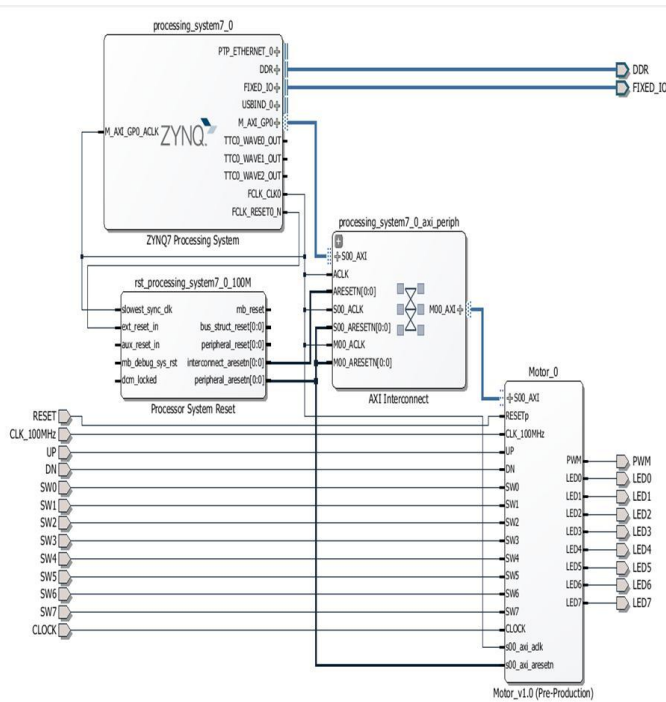 processing_system7_0
PTP_ETHERNET_0
DDR
FIXED_IO
USBIND_0
M_AXI_GP0
M_AXI_GP0_ACLK
ZYNQ
TTC0_WAVE0_OUT
TTC0_WAVE1_OUT
TTC0_WAVE2_OUT
FCLK_CLK0
FCLK_RESET0_N
ZYNQ7 Processing System
DDR
FIXED_IO
processing_system7_0_axi_periph
S00_AXI
ACLK
ARESETN[0:0]
S00_ACLK
S00_ARESETN[0:0]
M00_ACLK
M00_ARESETN[0:0]
M00_AXI
AXI Interconnect
rst_processing_system7_0_100M
slowest_sync_clk
ext_reset_in
aux_reset_in
mb_debug_sys_rst
dcm_locked
mb_reset
bus_struct_reset[0:0]
peripheral_reset[0:0]
interconnect_aresetn[0:0]
peripheral_aresetn[0:0]
Processor System Reset
RESET
CLK_100MHz
UP
DN
SW0
SW1
SW2
SW3
SW4
SW5
SW6
SW7
CLOCK
Motor_0
S00_AXI
RESETp
CLK_100MHz
UP
DN
SW0
SW1
SW2
SW3
SW4
SW5
SW6
SW7
CLOCK
s00_axi_aclk
s00_axi_aresetn
PWM
LED0
LED1
LED2
LED3
LED4
LED5
LED6
LED7
Motor_v1.0 (Pre-Production)
PWM
LED0
LED1
LED2
LED3
LED4
LED5
LED6
LED7